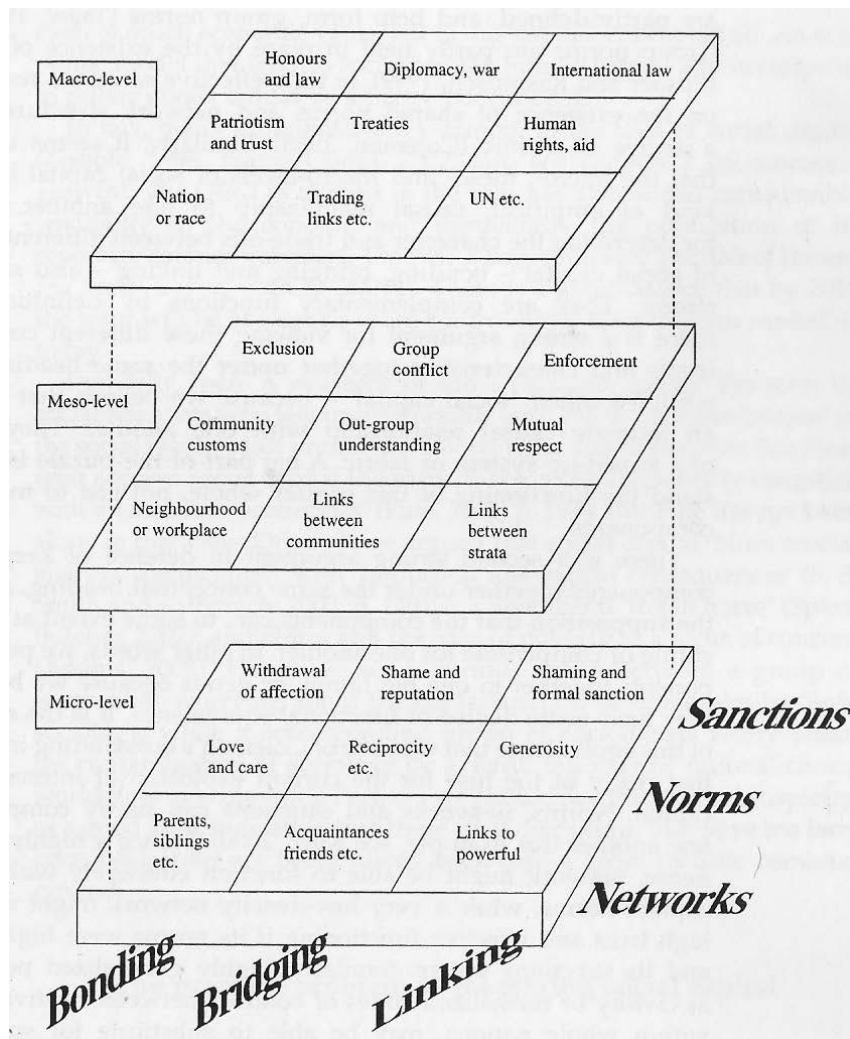 Macro-level
Honours
and law
Diplomacy, war
International law
Patriotism
and trust
Treaties
Human
rights, aid
Nation
or race
Trading
links etc.
UN etc.
Meso-level
Exclusion
Group
conflict
Enforcement
Community
customs
Out-group
understanding
Mutual
respect
Neighbourhood
or workplace
Links
between
communities
Links
between
strata
Micro-level
Withdrawal
of affection
Shame and
reputation
Shaming and
formal sanction
Sanctions
Love
and care
Reciprocity
etc.
Generosity
Norms
Parents,
siblings
etc.
Acquaintances
friends etc.
Links to
powerful
Networks
Bonding
Bridging
Linking